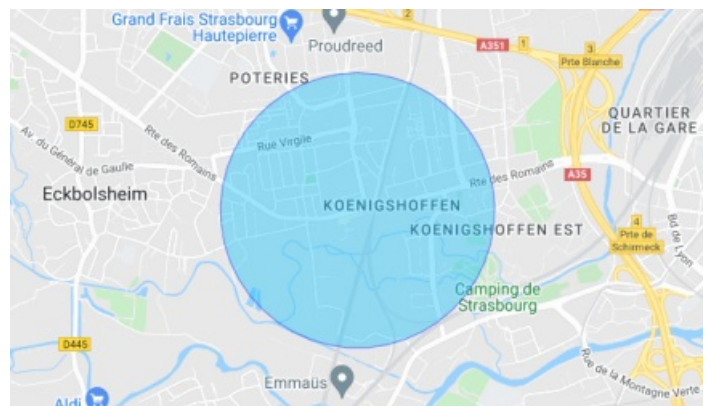 Grand Frais Strasbourg
Hautepierre
Proudreed
2
A351
1
3
Prte Blanche
POTERIES
QUARTIER
DE LA GARE
D745
Rue Virgile
Rte des Romains
Av. du Général de Gaulle
Rte des Romains
A35
Eckbolsheim
KOENIGSHOFFEN
KOENIGSHOFFEN EST
4
Prte de
Schirmeck
Bd de Lyon
Camping de
Strasbourg
D445
Emmaüs
Rue de la Montagne Verte
Aldi